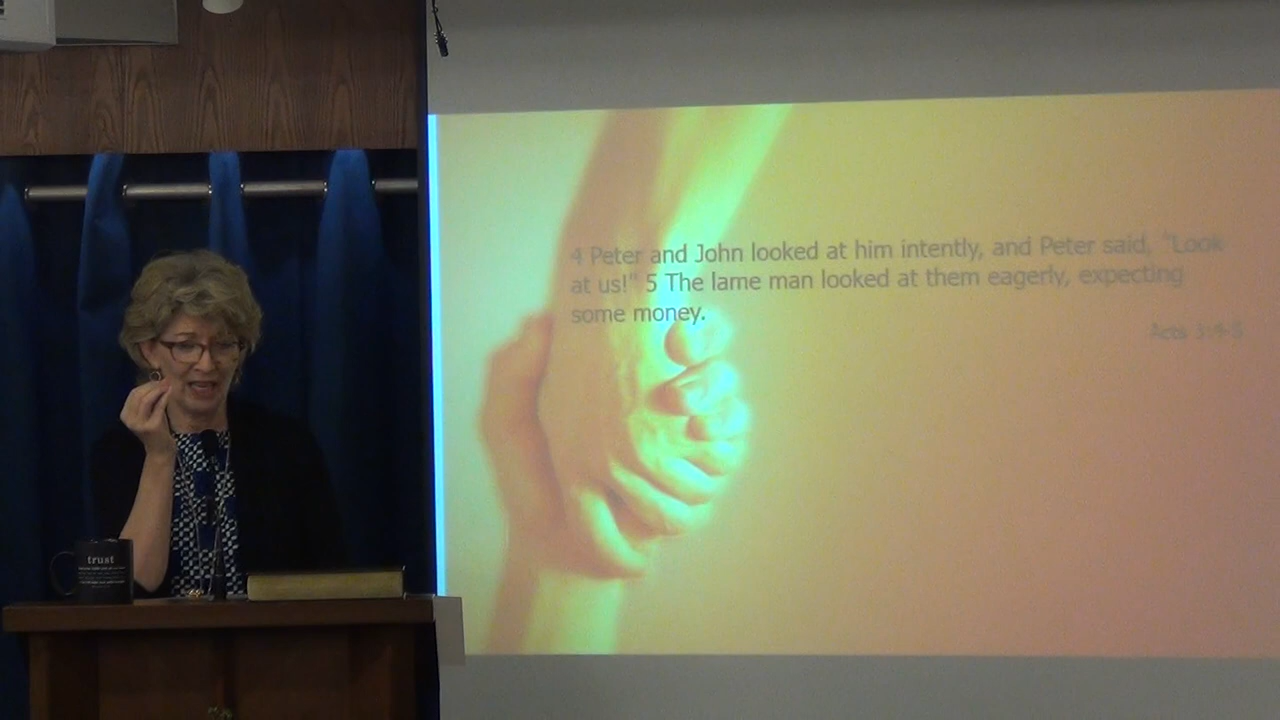 4 Peter and John looked at him intently, and Peter said, "Look
at us!" 5 The lame man looked at them eagerly, expecting
some money.
Acts 3:4-5
trust